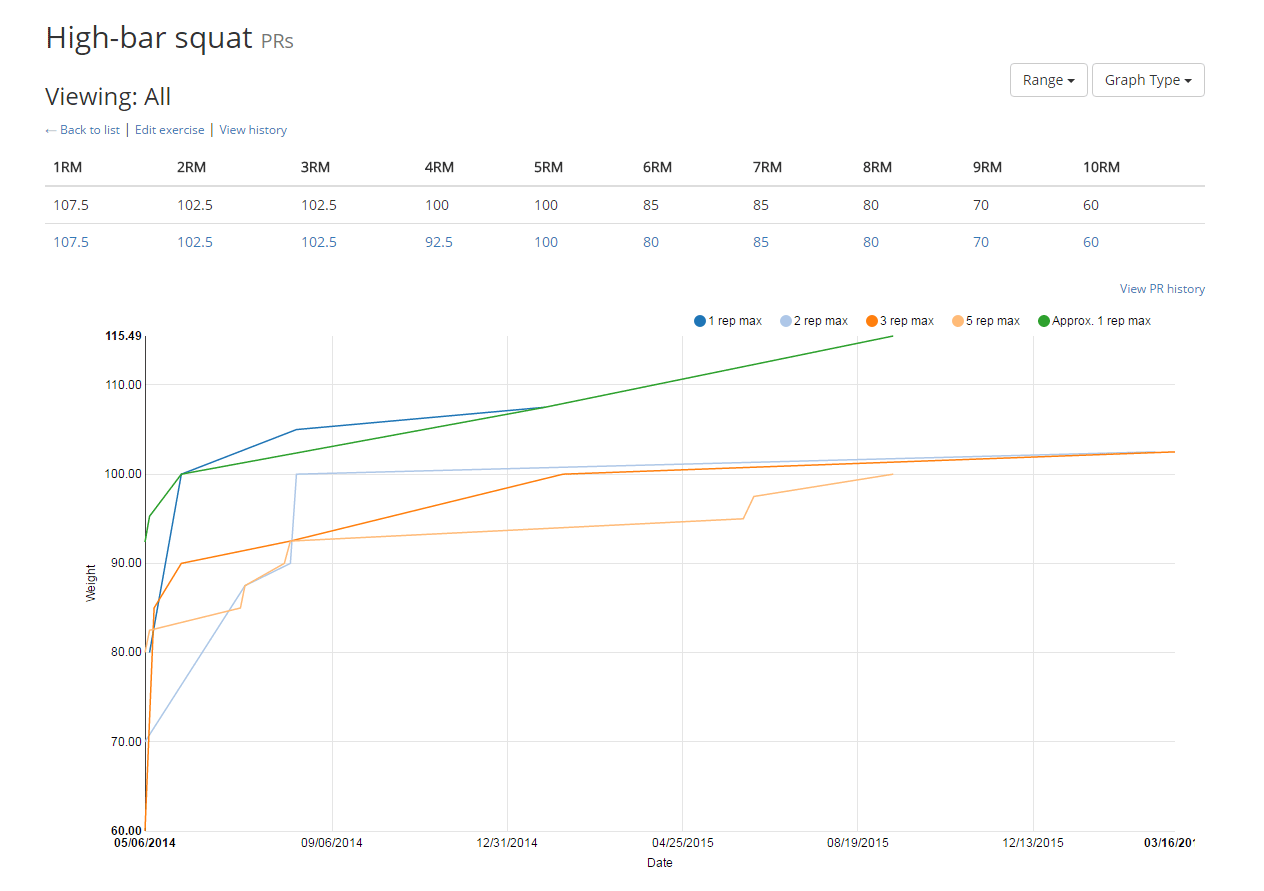 High-bar squat PRs
Range Graph Type
Viewing: All
← Back to list | Edit exercise | View history
1RM 2RM 3RM 4RM 5RM 6RM 7RM 8RM 9RM 10RM
107.5 102.5 102.5 100 100 85 85 80 70 60
107.5 102.5 102.5 92.5 100 80 85 80 70 60
View PR history
1 rep max 2 rep max 3 rep max 5 rep max Approx. 1 rep max
115.49
110.00
100.00
90.00
Weight
80.00
70.00
60.00
05/06/2014 09/06/2014 12/31/2014 04/25/2015 08/19/2015 12/13/2015 03/16/20
Date